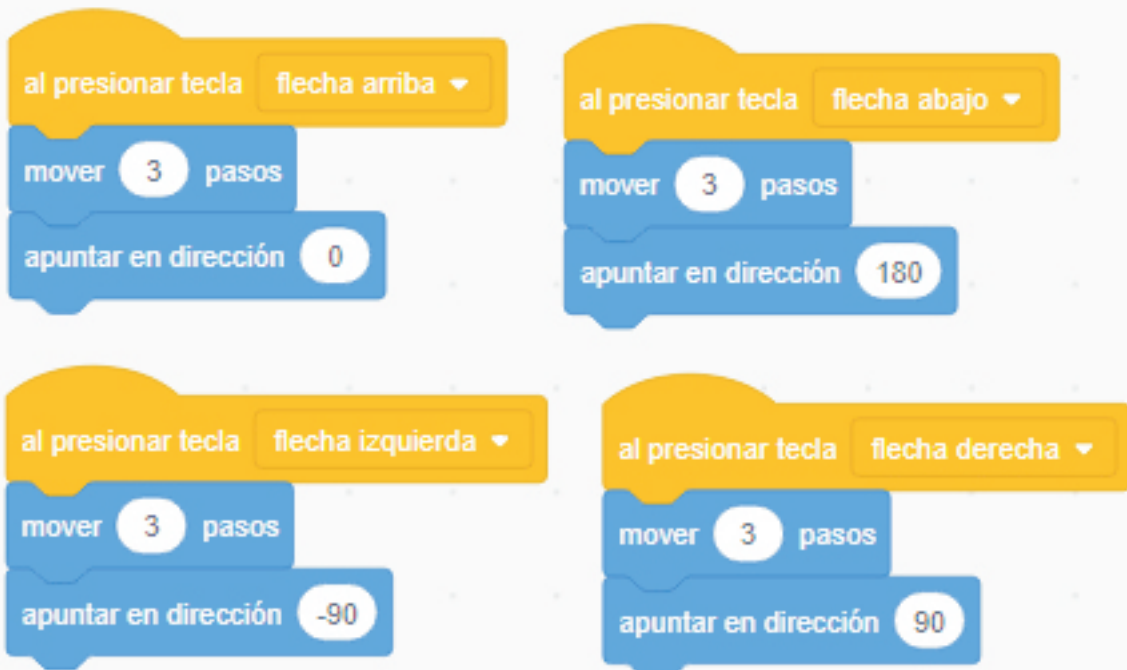 al presionar tecla flecha arriba
mover 3 pasos
apuntar en dirección 0
al presionar tecla flecha abajo
mover 3 pasos
apuntar en dirección 180
al presionar tecla flecha izquierda
mover 3 pasos
apuntar en dirección -90
al presionar tecla flecha derecha
mover 3 pasos
apuntar en dirección 90